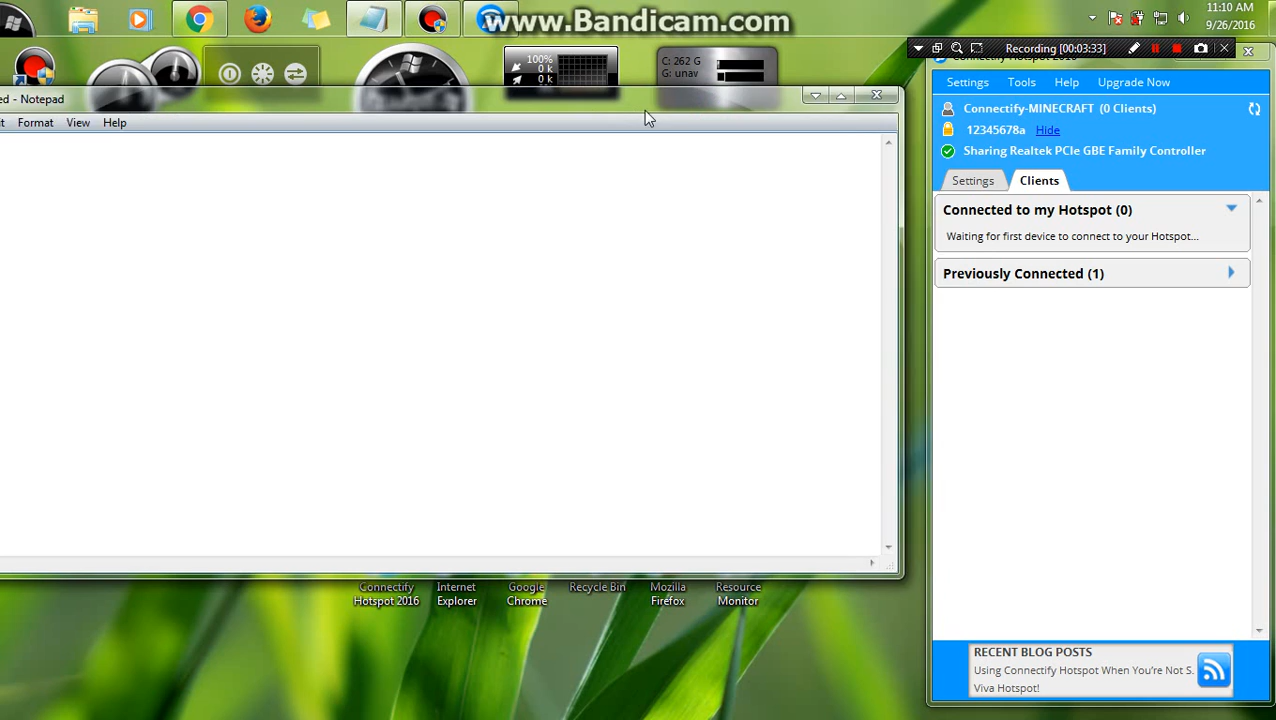 www.Bandicam.com
11:10 AM
9/26/2016
Recording [00:03:33]
100%
0 k
0 k
C: 262 G
G: unav
ed - Notepad
t Format View Help
Settings Tools Help Upgrade Now
Connectify-MINECRAFT (0 Clients)
12345678a Hide
Sharing Realtek PCIe GBE Family Controller
Settings Clients
Connected to my Hotspot (0)
Waiting for first device to connect to your Hotspot...
Previously Connected (1)
Connectify Hotspot 2016
Internet Explorer
Google Chrome
Recycle Bin
Mozilla Firefox
Resource Monitor
RECENT BLOG POSTS
Using Connectify Hotspot When You're Not S.
Viva Hotspot!